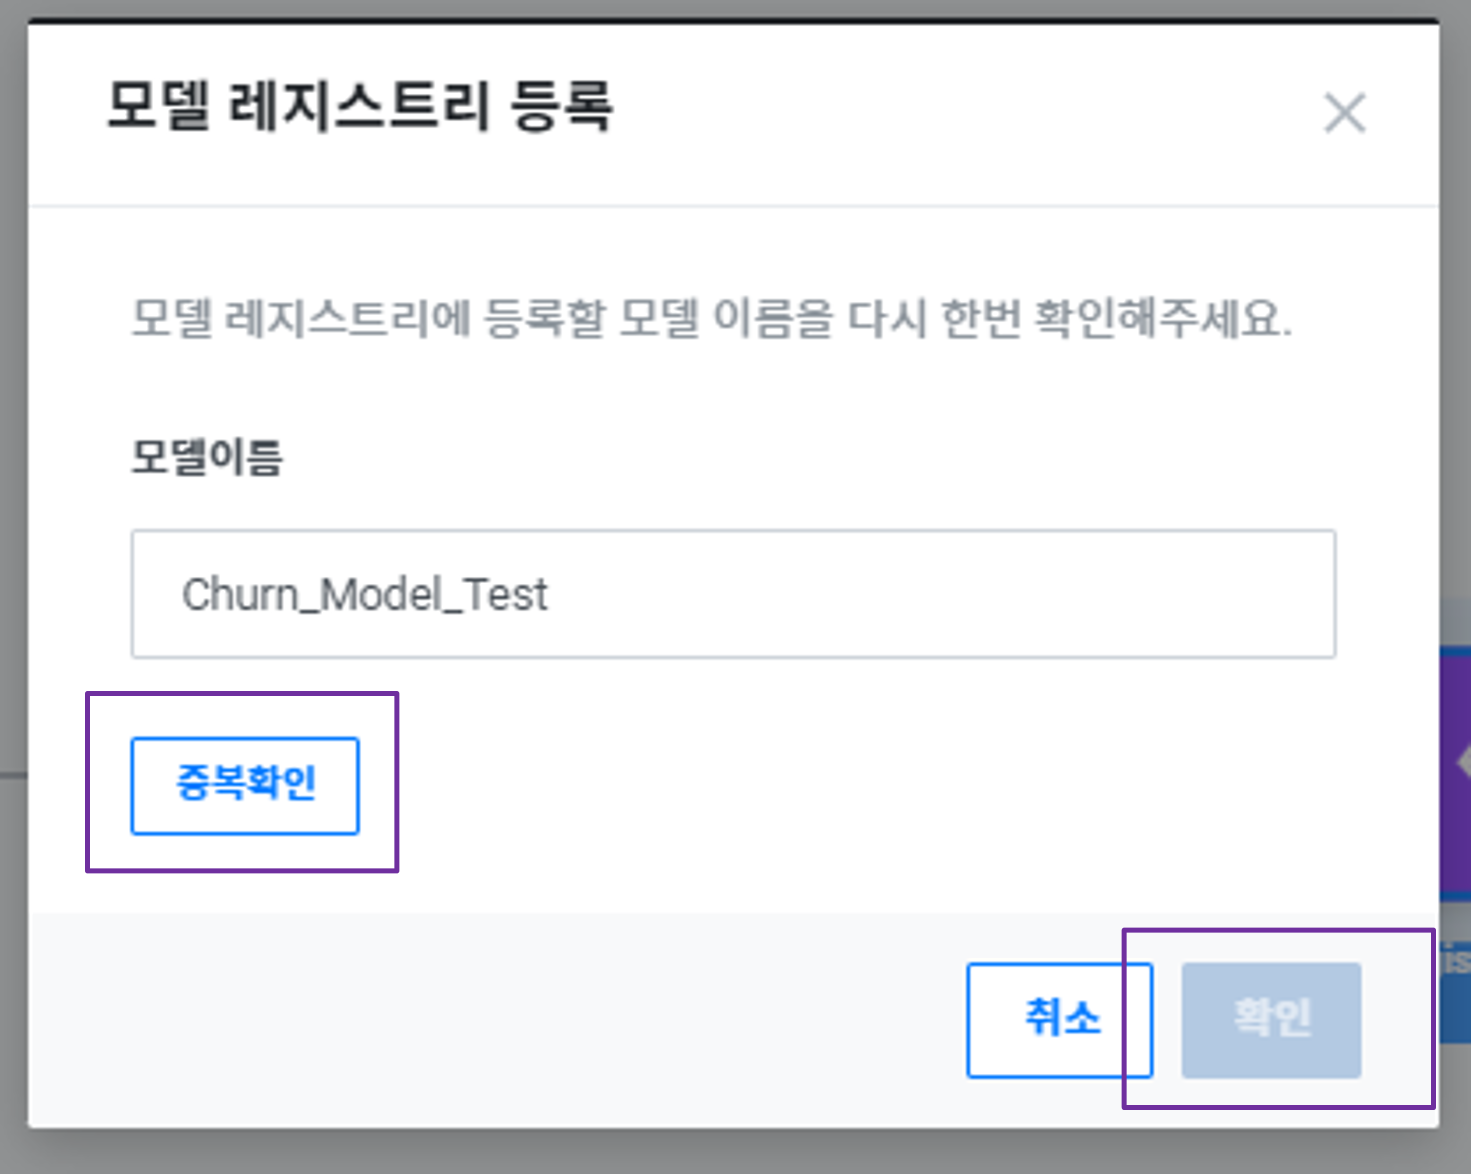 모델 레지스트리 등록
모델 레지스트리에 등록할 모델 이름을 다시 한번 확인해주세요.
모델이름
Churn_Model_Test
중복확인
is
취소 확인